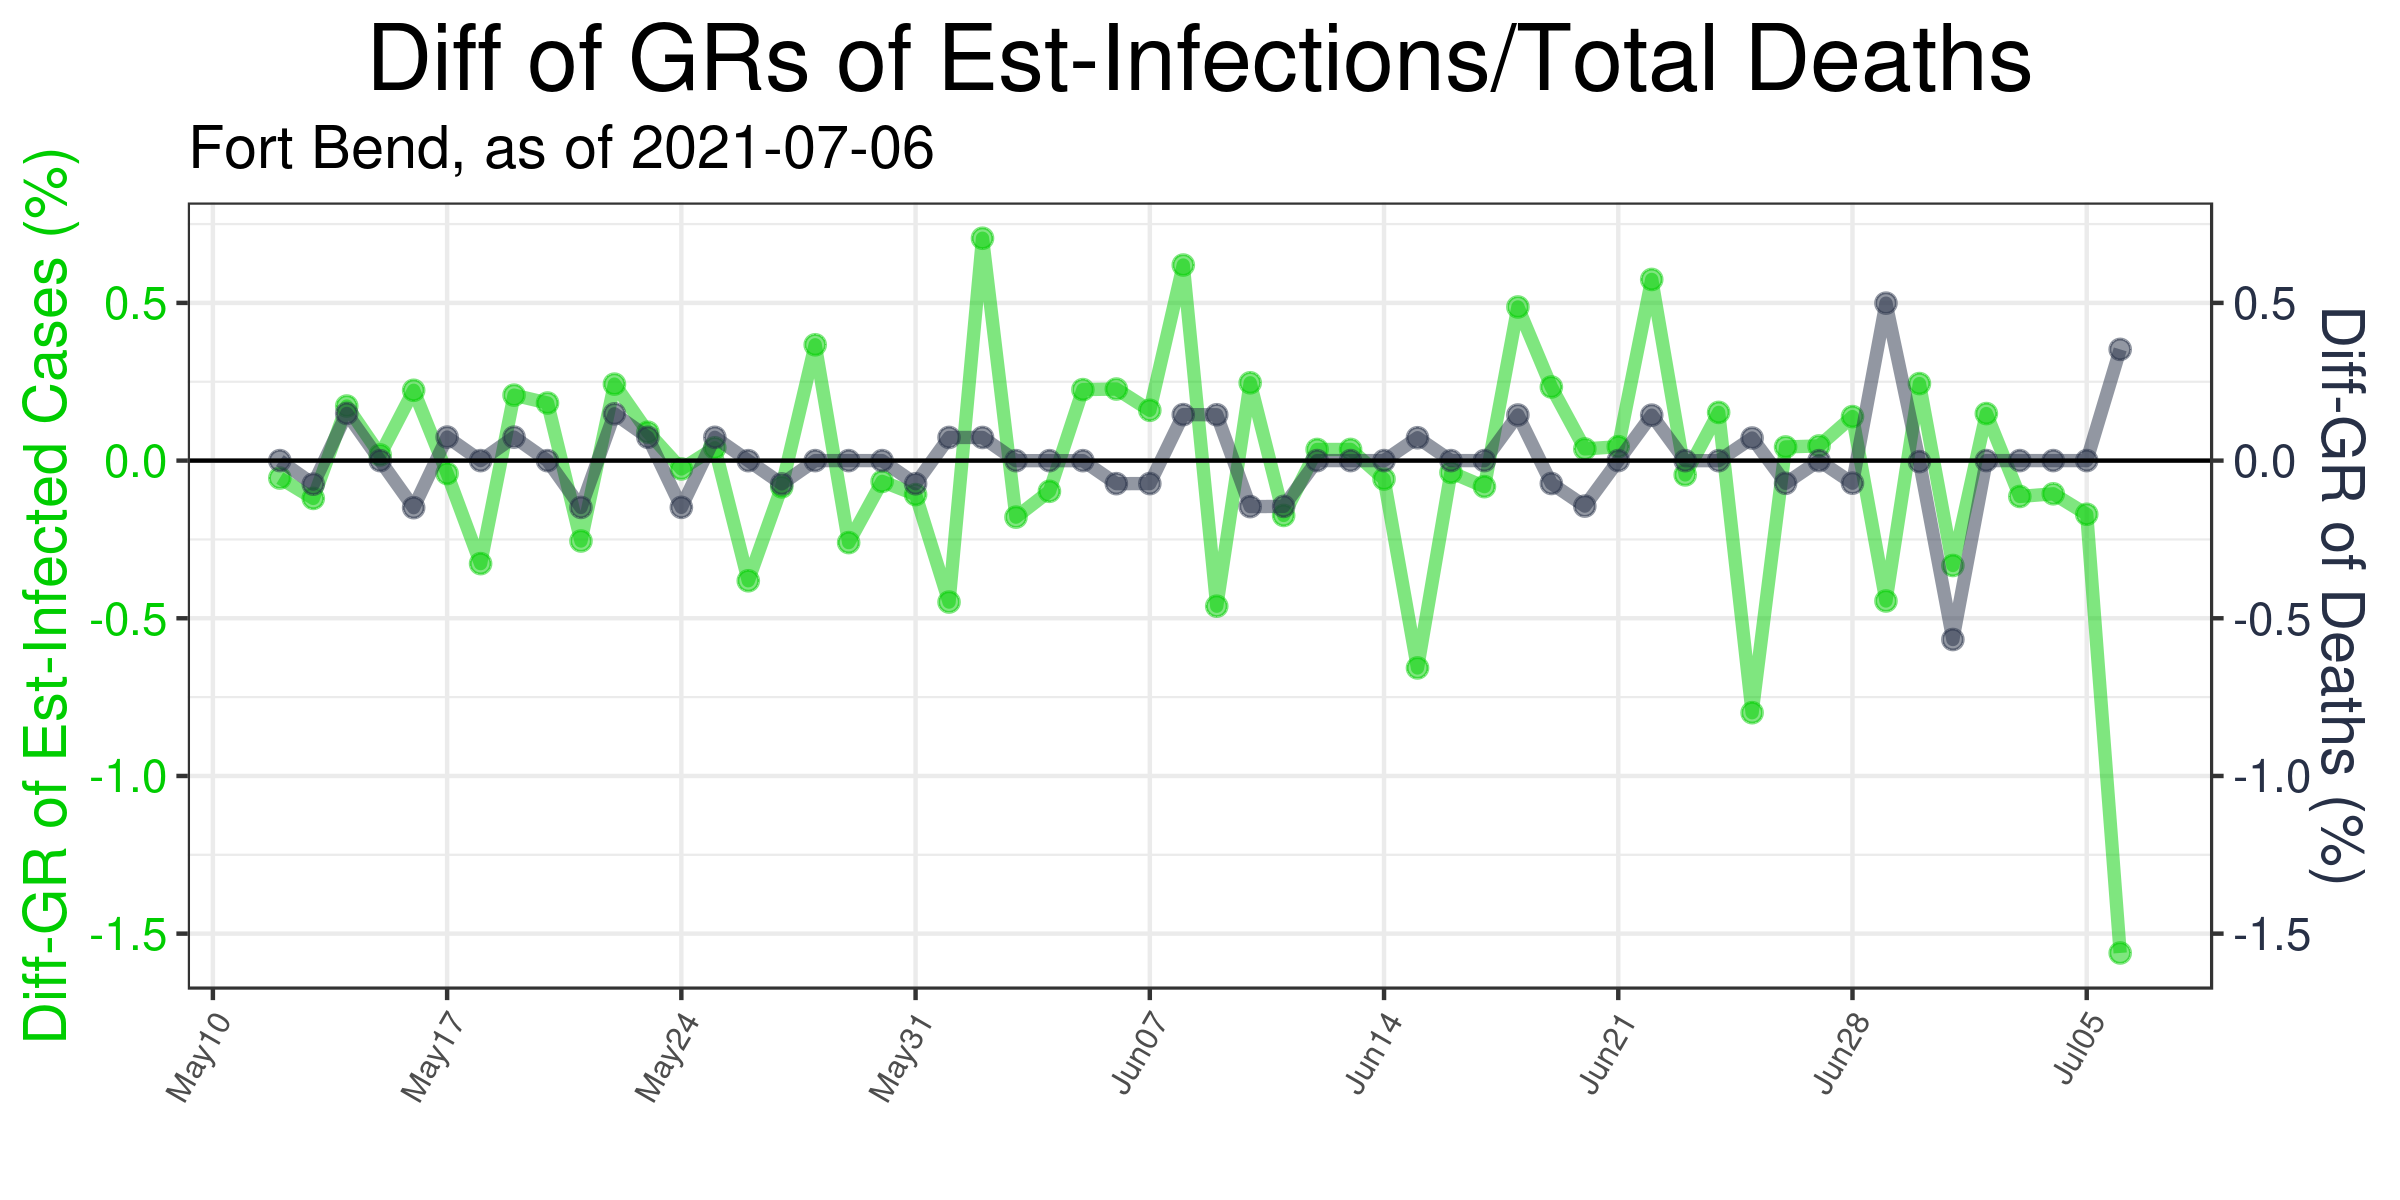 Diff of GRs of Est-Infections/Total Deaths
Fort Bend, as of 2021-07-06
Diff-GR of Est-Infected Cases (%)
0.5
0.0
-0.5
-1.0
-1.5
0.5
0.0
-0.5
-1.0
-1.5
Diff-GR of Deaths (%)
May10
May17
May24
May31
Jun07
Jun14
Jun21
Jun28
Jul05